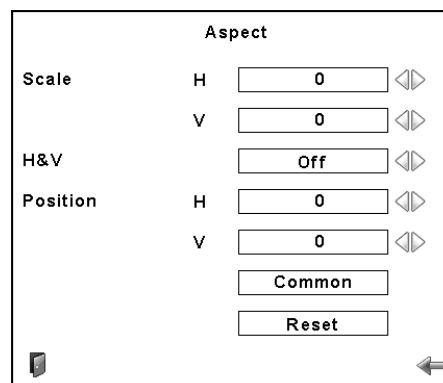 Aspect
Scale H 0
V 0
H&V Off
Position H 0
V 0
Common
Reset